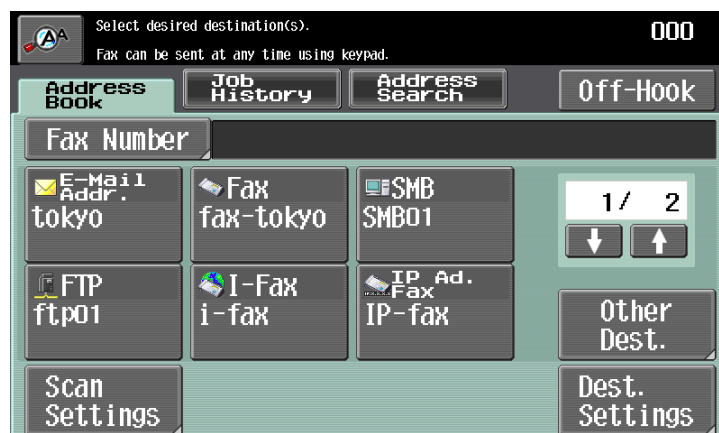 Select desired destination(s).
Fax can be sent at any time using keypad.
000
Address
Book
Job
History
Address
Search
Off-Hook
Fax Number
E-Mail
Addr.
tokyo
Fax
fax-tokyo
SMB
SMB01
1/ 2
FTP
ftp01
I-Fax
i-fax
IP Ad.
Fax
IP-fax
Other
Dest.
Scan
Settings
Dest.
Settings